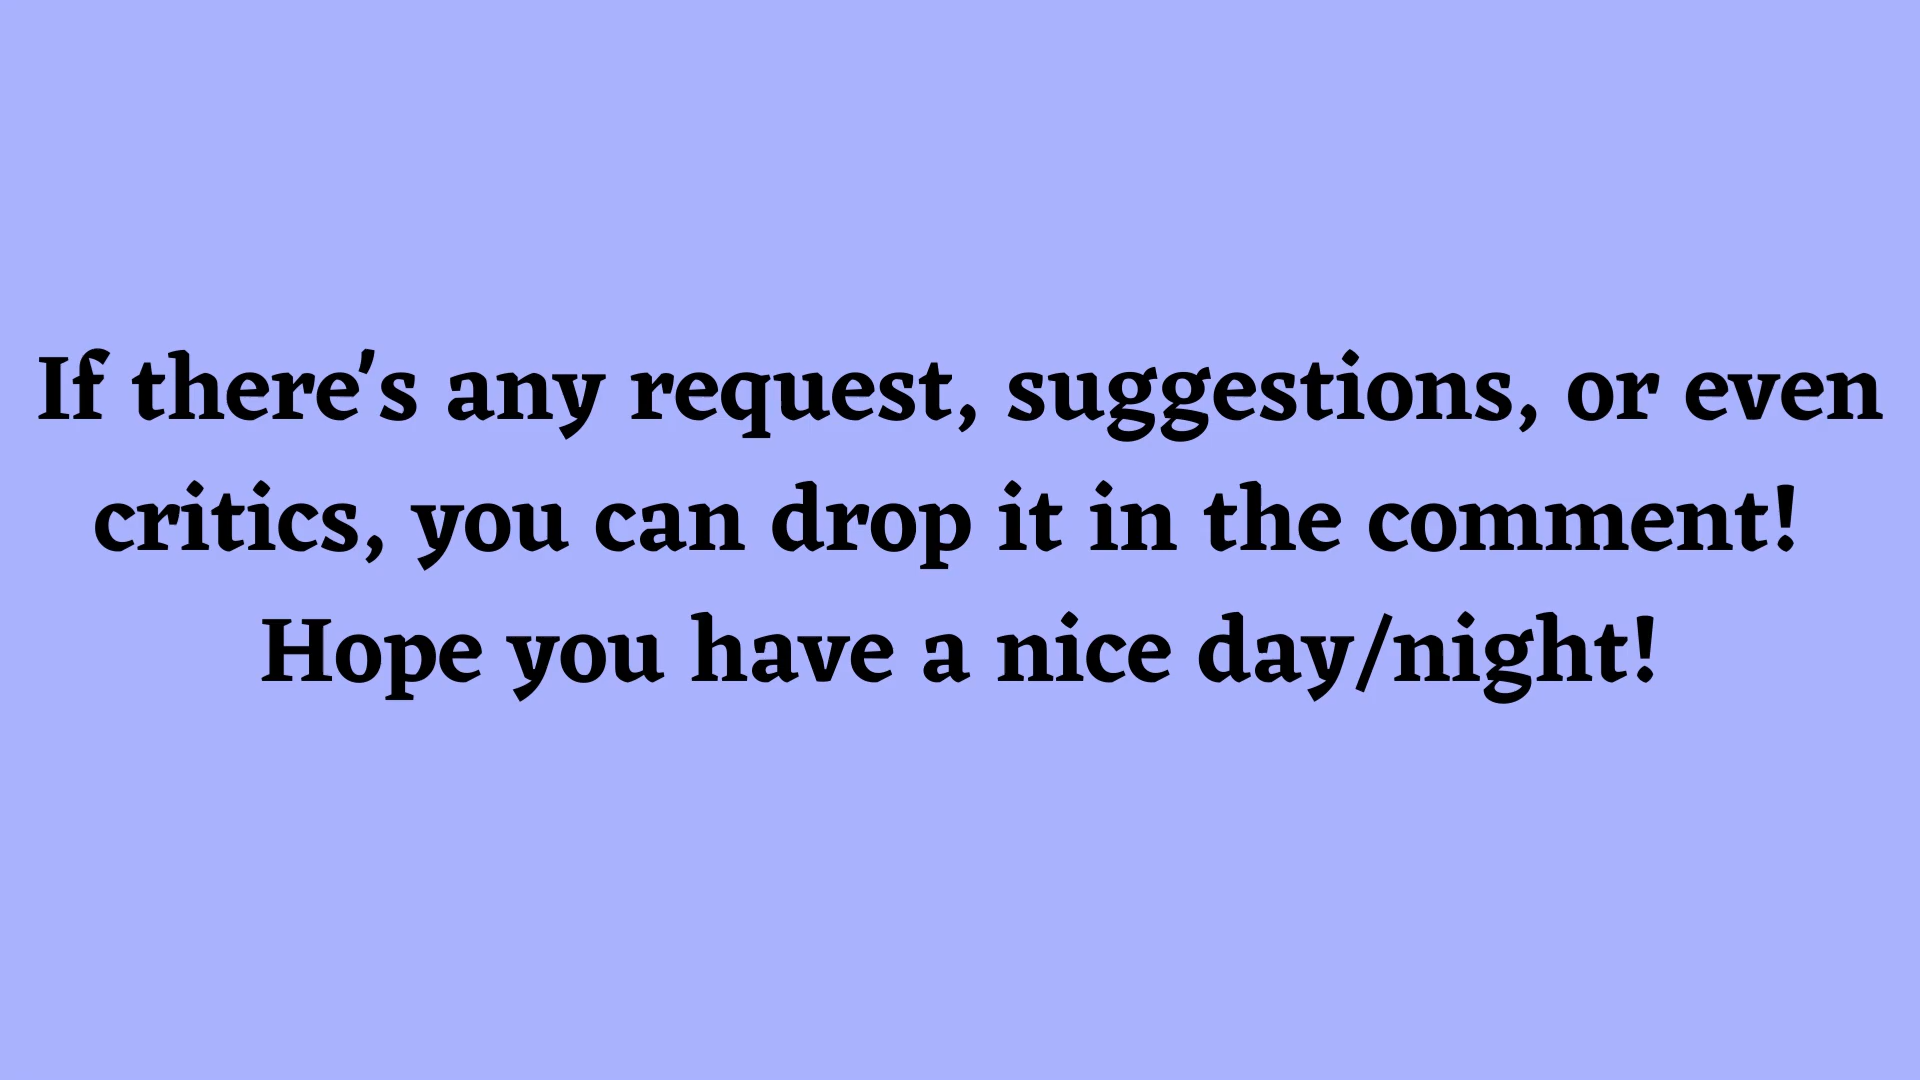 If there's any request, suggestions, or even
critics, you can drop it in the comment!
Hope you have a nice day/night!